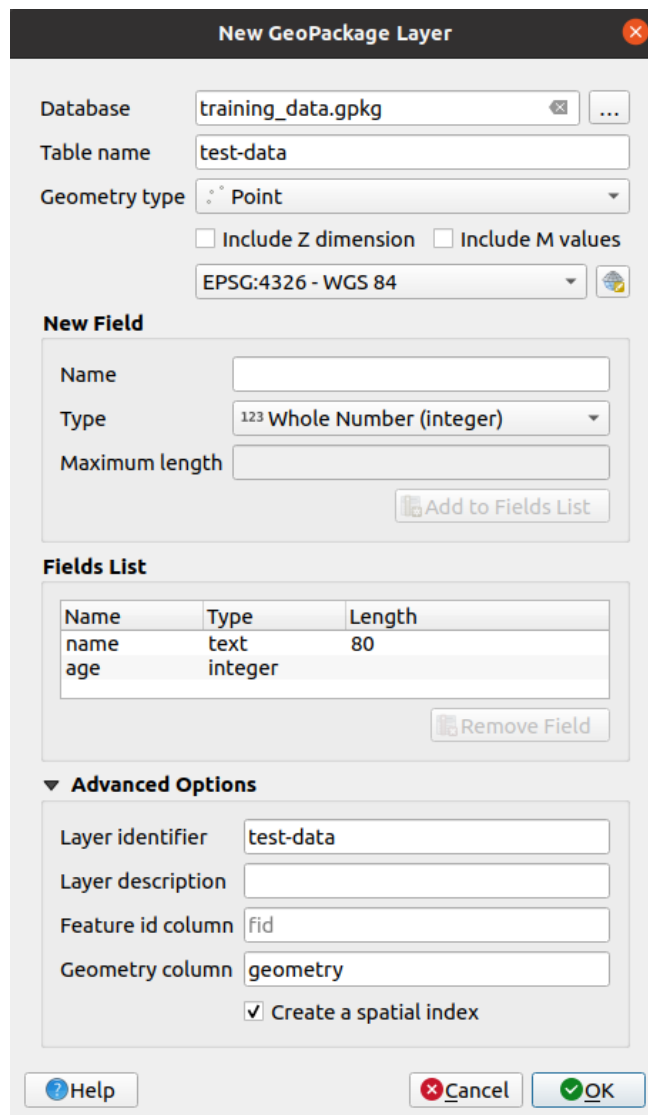 New GeoPackage Layer
Database training_data.gpkg ...
Table name test-data
Geometry type Point
Include Z dimension Include M values
EPSG:4326 - WGS 84
New Field
Name
Type 123 Whole Number (integer)
Maximum length
Add to Fields List
Fields List
Name Type Length
name text 80
age integer
Remove Field
Advanced Options
Layer identifier test-data
Layer description
Feature id column fid
Geometry column geometry
Create a spatial index
Help Cancel OK